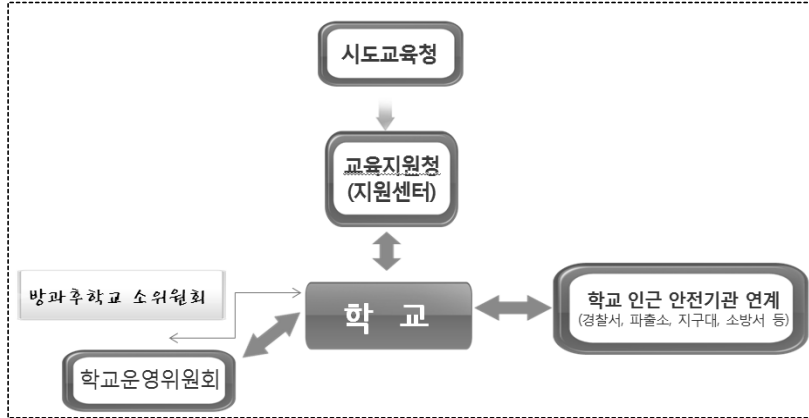 시도교육청
교육지원청
(지원센터)
방과후학교 소위원회
학 교
학교 인근 안전기관 연계
(경찰서, 파출소, 지구대, 소방서 등)
학교운영위원회